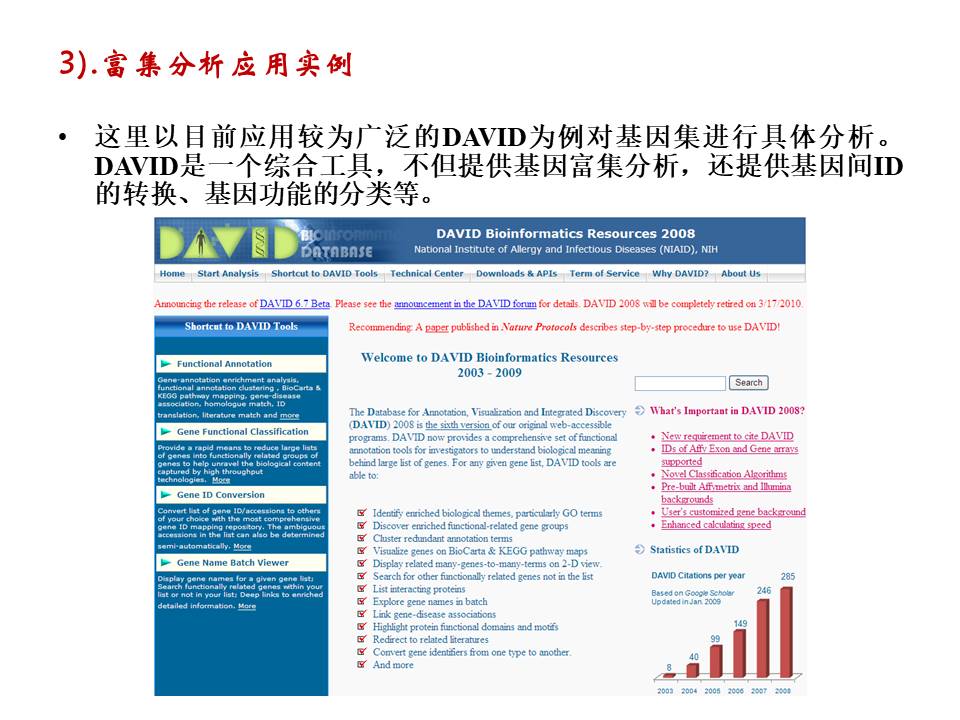 3).富集分析应用实例
• 这里以目前应用较为广泛的DAVID为例对基因集进行具体分析。
DAVID是一个综合工具，不但提供基因富集分析，还提供基因间ID
的转换、基因功能的分类等。
DAVID BIOINFORMATICS
DATABASE
DAVID Bioinformatics Resources 2008
National Institute of Allergy and Infectious Diseases (NIAID), NIH
Home Start Analysis Shortcut to DAVID Tools Technical Center Downloads & APIs Term of Service Why DAVID? About Us
Announcing the release of DAVID 6.7 Beta. Please see the announcement in the DAVID forum for details. DAVID 2008 will be completely retired on 3/17/2010.
Shortcut to DAVID Tools
Functional Annotation
Gene-annotation enrichment analysis,
functional annotation clustering , BioCarta &
KEGG pathway mapping, gene-disease
association, homologue match, ID
translation, literature match and more
Gene Functional Classification
Provide a rapid means to reduce large lists
of genes into functionally related groups of
genes to help unravel the biological content
captured by high throughput
technologies. More
Gene ID Conversion
Convert list of gene ID/accessions to others
of your choice with the most comprehensive
gene ID mapping repository. The ambiguous
accessions in the list can also be determined
semi-automatically. More
Gene Name Batch Viewer
Display gene names for a given gene list;
Search functionally related genes within your
list or not in your list; Deep links to enriched
detailed information. More
Recommending: A paper published in Nature Protocols describes step-by-step procedure to use DAVID!
Welcome to DAVID Bioinformatics Resources
2003 - 2009
The Database for Annotation, Visualization and Integrated Discovery
(DAVID) 2008 is the sixth version of our original web-accessible
programs. DAVID now provides a comprehensive set of functional
annotation tools for investigators to understand biological meaning
behind large list of genes. For any given gene list, DAVID tools are
able to:
Identify enriched biological themes, particularly GO terms
Discover enriched functional-related gene groups
Cluster redundant annotation terms
Visualize genes on BioCarta & KEGG pathway maps
Display related many-genes-to-many-terms on 2-D view.
Search for other functionally related genes not in the list
List interacting proteins
Explore gene names in batch
Link gene-disease associations
Highlight protein functional domains and motifs
Redirect to related literatures
Convert gene identifiers from one type to another.
And more
Search
What's Important in DAVID 2008?
• New requirement to cite DAVID
• IDs of Affy Exon and Gene arrays
supported
• Novel Classification Algorithms
• Pre-built Affymetrix and Illumina
backgrounds
• User's customized gene background
• Enhanced calculating speed
Statistics of DAVID
DAVID Citations per year
Based on Google Scholar
Updated in Jan. 2009
8 40 99 149 246 285
2003 2004 2005 2006 2007 2008